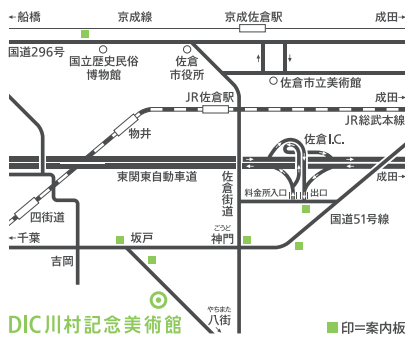 ←船橋
京成線
京成佐倉駅
成田→
国道296号
国立歴史民俗
博物館
佐倉
市役所
佐倉市立美術館
JR佐倉駅
成田→
JR総武本線
物井
佐倉I.C.
東関東自動車道
佐倉街道
料金所入口
出口
成田→
四街道
国道51号線
←千葉
坂戸
ごうど
神門
吉岡
やちまた
八街
DIC川村記念美術館
■印=案内板